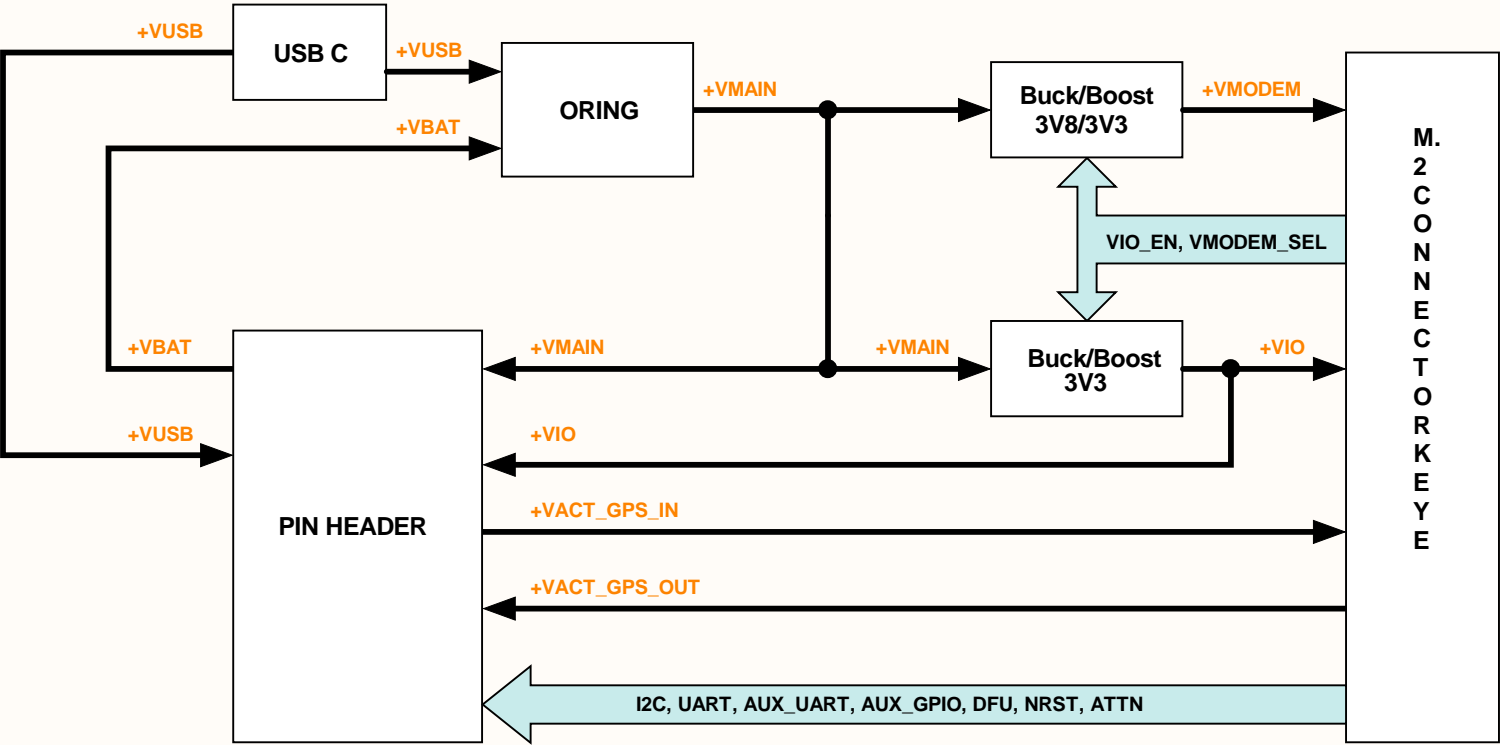 +VUSB
USB C
+VUSB
+VBAT
ORING
+VMAIN
Buck/Boost
3V8/3V3
+VMODEM
VIO_EN, VMODEM_SEL
+VBAT
+VUSB
PIN HEADER
+VMAIN
+VMAIN
Buck/Boost
3V3
+VIO
+VIO
+VACT_GPS_IN
+VACT_GPS_OUT
I2C, UART, AUX_UART, AUX_GPIO, DFU, NRST, ATTN
M.
2
C
O
N
N
E
C
T
O
R
K
E
Y
E